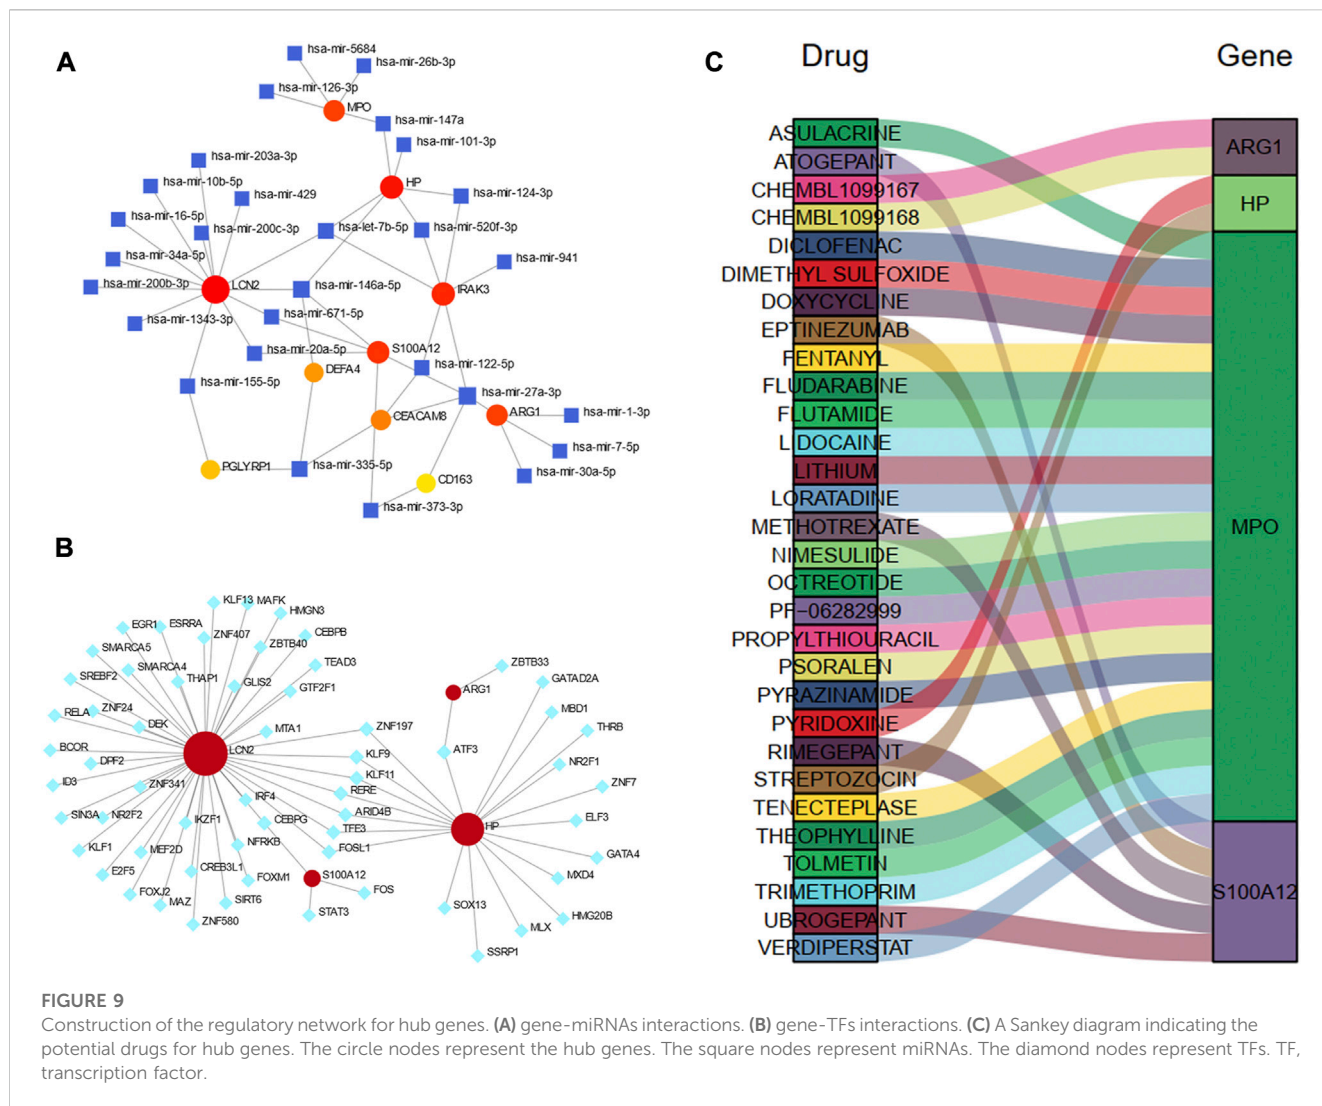 A
hsa-mir-5684
hsa-mir-26b-3p
hsa-mir-126-3p
MPO
hsa-mir-147a
hsa-mir-101-3p
hsa-mir-203a-3p
hsa-mir-10b-5p
hsa-mir-429
HP
hsa-mir-124-3p
hsa-mir-16-5p
hsa-mir-200c-3p
hsa-let-7b-5p
hsa-mir-520f-3p
hsa-mir-34a-5p
hsa-mir-941
hsa-mir-200b-3p
LCN2
hsa-mir-146a-5p
IRAK3
hsa-mir-1343-3p
hsa-mir-671-5p
hsa-mir-20a-5p
S100A12
hsa-mir-122-5p
DEFA4
hsa-mir-155-5p
hsa-mir-27a-3p
CEACAM8
ARG1
hsa-mir-1-3p
hsa-mir-7-5p
PGLYRP1
hsa-mir-335-5p
CD163
hsa-mir-30a-5p
hsa-mir-373-3p
B
KLF13
MAFK
HMGN3
EGR1
ESRRA
ZNF407
CEBPB
ZBTB40
SMARCA5
SMARCA4
TEAD3
SREBF2
THAP1
GLIS2
GTF2F1
RELA
ZNF24
DEK
MTA1
ZNF197
BCOR
DPF2
LCN2
KLF9
ID3
ZNF341
KLF11
RERE
IRF4
SIN3A
NR2F2
IKZF1
CEBPG
ARID4B
TFE3
KLF1
MEF2D
NFRKB
FOSL1
E2F5
CREB3L1
FOXM1
S100A12
FOS
FOXJ2
MAZ
SIRT6
STAT3
ZNF580
ARG1
ZBTB33
GATAD2A
MBD1
THRB
ATF3
NR2F1
ZNF7
HP
ELF3
GATA4
MXD4
SOX13
HMG20B
MLX
SSRP1
C
Drug
Gene
ASULACRINE
ATOGEPANT
CHEMBL1099167
CHEMBL1099168
DICLOFENAC
DIMETHYL SULFOXIDE
DOXYCYCLINE
EPTINEZUMAB
FENTANYL
FLUDARABINE
FLUTAMIDE
LIDOCAINE
LITHIUM
LORATADINE
METHOTREXATE
NIMESULIDE
OCTREOTIDE
PF-06282999
PROPYLTHIOURACIL
PSORALEN
PYRAZINAMIDE
PYRIDOXINE
RIMEGEPANT
STREPTOZOCIN
TENECTEPLASE
THEOPHYLLINE
TOLMETIN
TRIMETHOPRIM
UBROGEPANT
VERDIPERSTAT
ARG1
HP
MPO
S100A12
FIGURE 9
Construction of the regulatory network for hub genes. (A) gene-miRNAs interactions. (B) gene-TFs interactions. (C) A Sankey diagram indicating the
potential drugs for hub genes. The circle nodes represent the hub genes. The square nodes represent miRNAs. The diamond nodes represent TFs. TF,
transcription factor.